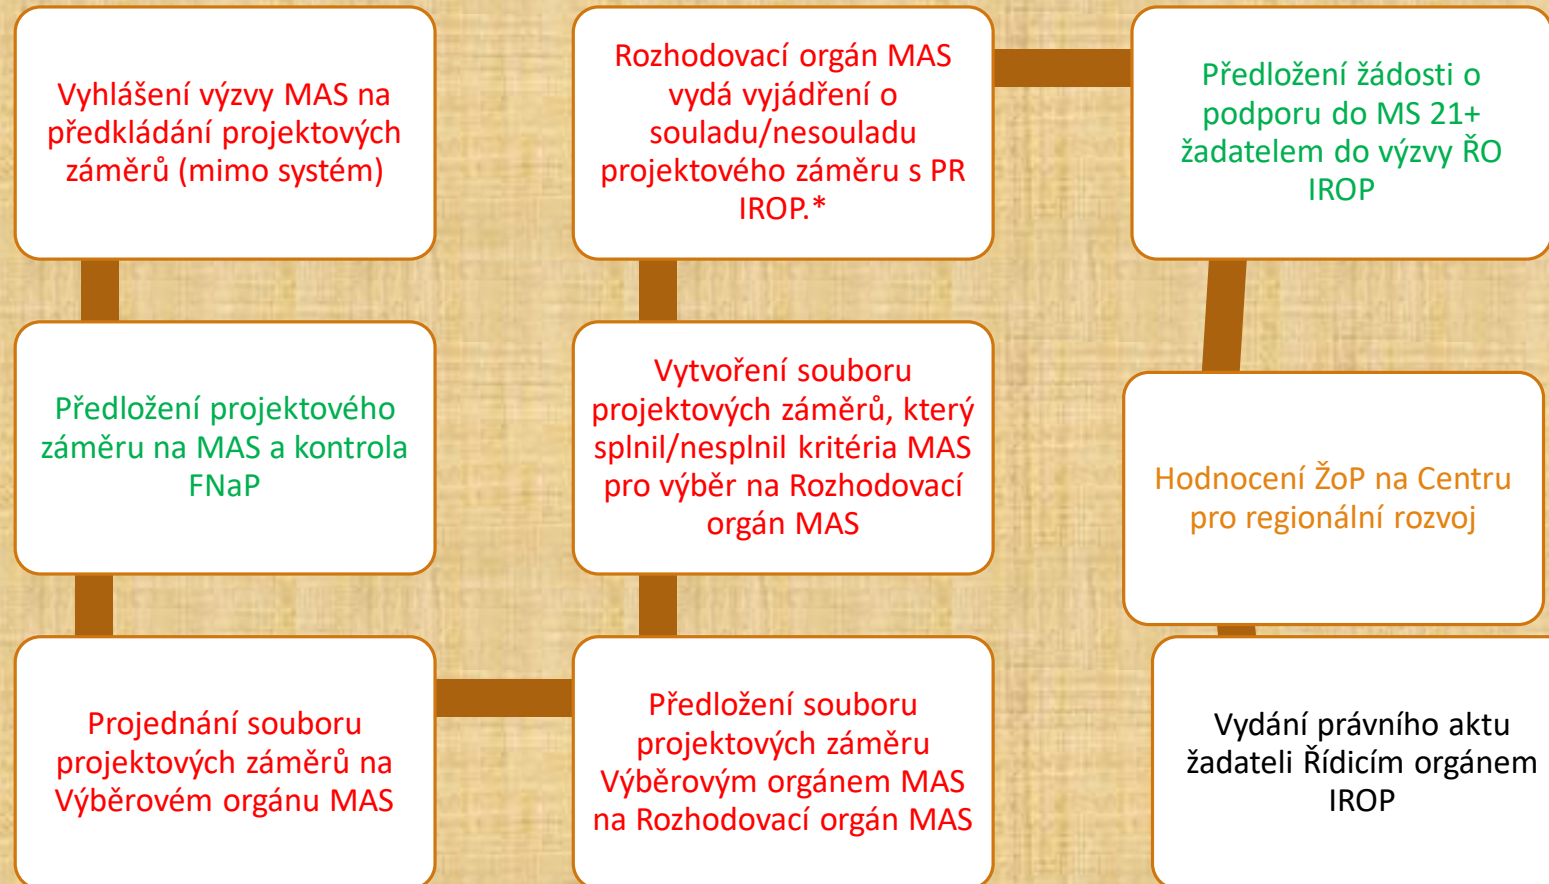 Vyhlášení výzvy MAS na
předkládání projektových
záměrů (mimo systém)
Předložení projektového
záměru na MAS a kontrola
FNaP
Projednání souboru
projektových záměrů na
Výběrovém orgánu MAS
Předložení souboru
projektových záměru
Výběrovým orgánem MAS
na Rozhodovací orgán MAS
Vytvoření souboru
projektových záměrů, který
splnil/nesplnil kritéria MAS
pro výběr na Rozhodovací
orgán MAS
Rozhodovací orgán MAS
vydá vyjádření o
souladu/nesouladu
projektového záměru s PR
IROP.*
Předložení žádosti o
podporu do MS 21+
žadatelem do výzvy ŘO
IROP
Hodnocení ŽoP na Centru
pro regionální rozvoj
Vydání právního aktu
žadateli Řídicím orgánem
IROP